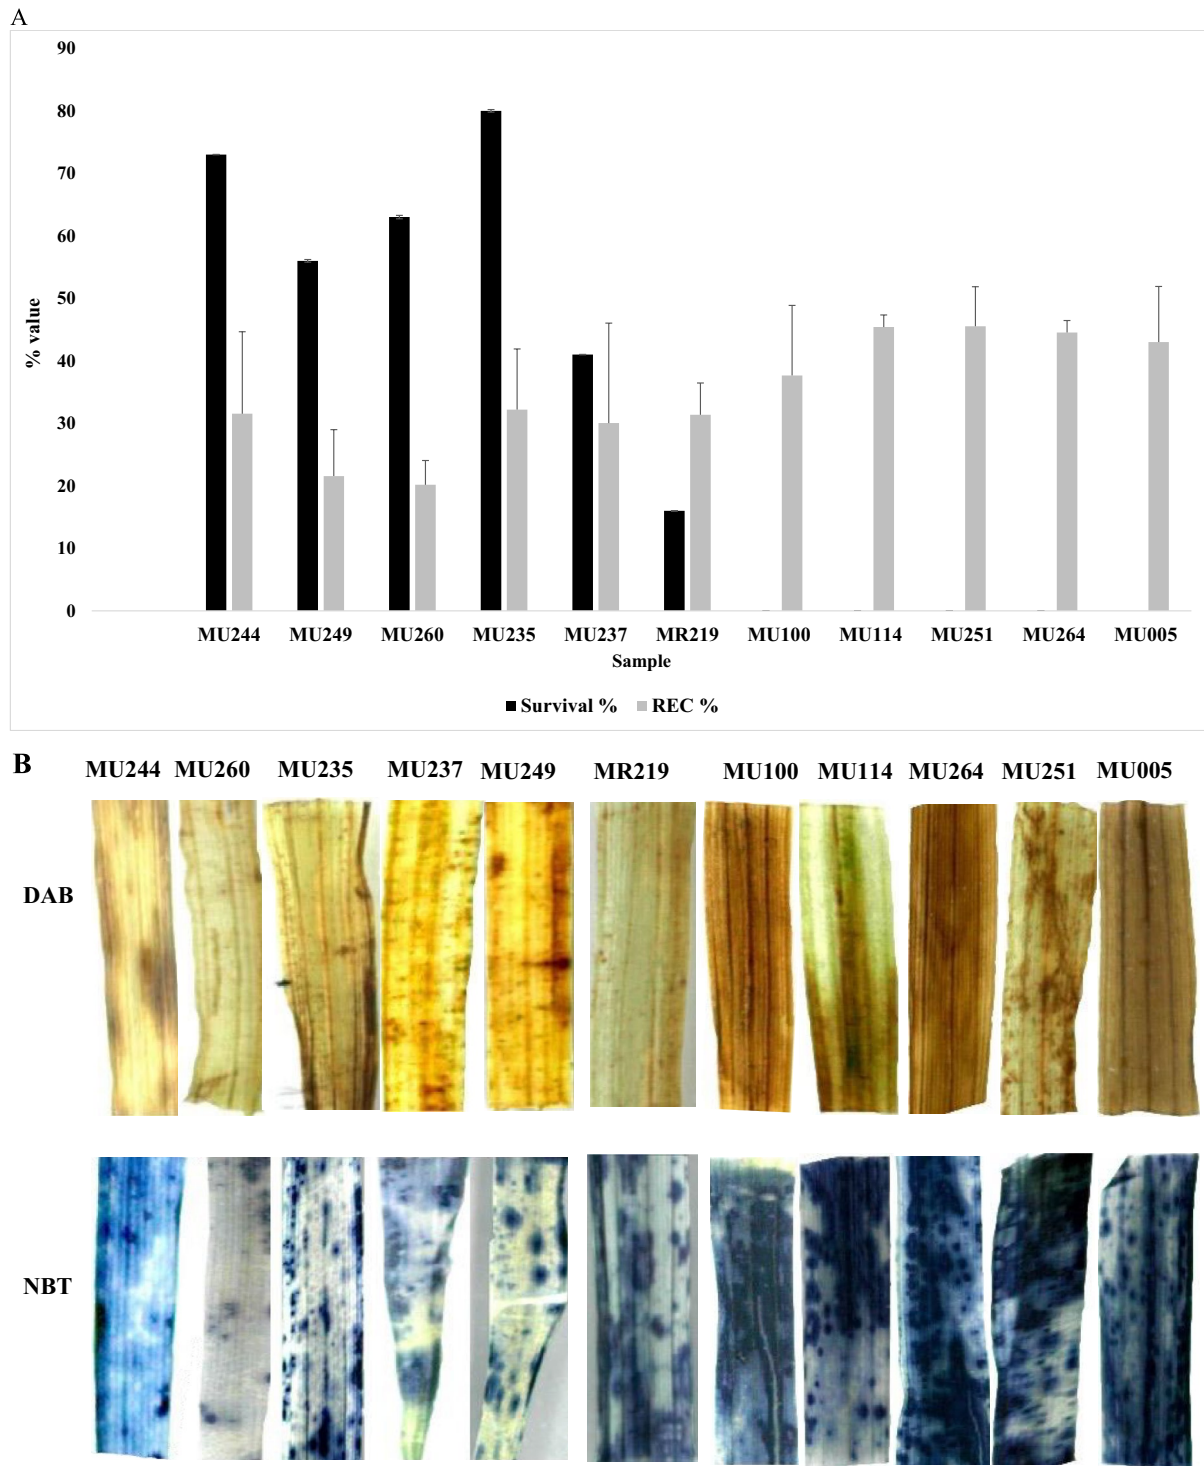 A
90
80
70
60
50
40
30
20
10
0
% value
MU244 MU249 MU260 MU235 MU237 MR219 MU100 MU114 MU251 MU264 MU005
Sample
Survival % REC %
B MU244 MU260 MU235 MU237 MU249 MR219 MU100 MU114 MU264 MU251 MU005
DAB
NBT